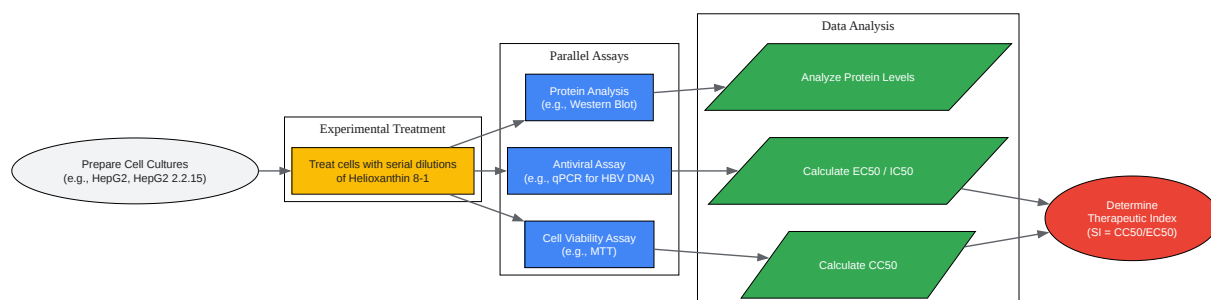 Prepare Cell Cultures
(e.g., HepG2, HepG2 2.2.15)
Experimental Treatment
Treat cells with serial dilutions
of Helioxanthin 8-1
Parallel Assays
Protein Analysis
(e.g., Western Blot)
Antiviral Assay
(e.g., qPCR for HBV DNA)
Cell Viability Assay
(e.g., MTT)
Data Analysis
Analyze Protein Levels
Calculate EC50 / IC50
Calculate CC50
Determine
Therapeutic Index
(SI = CC50/EC50)